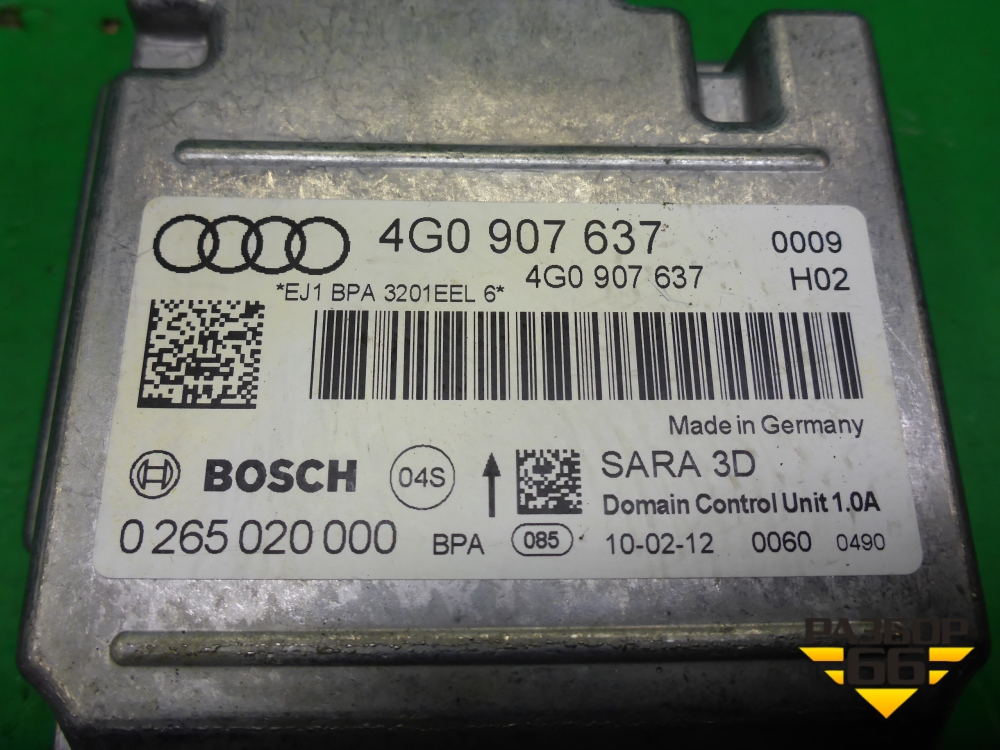 4G0 907 637 0009
4G0 907 637 H02
*EJ1 BPA 3201EEL 6*
Made in Germany
BOSCH 04S SARA 3D
Domain Control Unit 1.0A
0 265 020 000 BPA 085 10-02-12 0060 0490
РАЗБОР
66